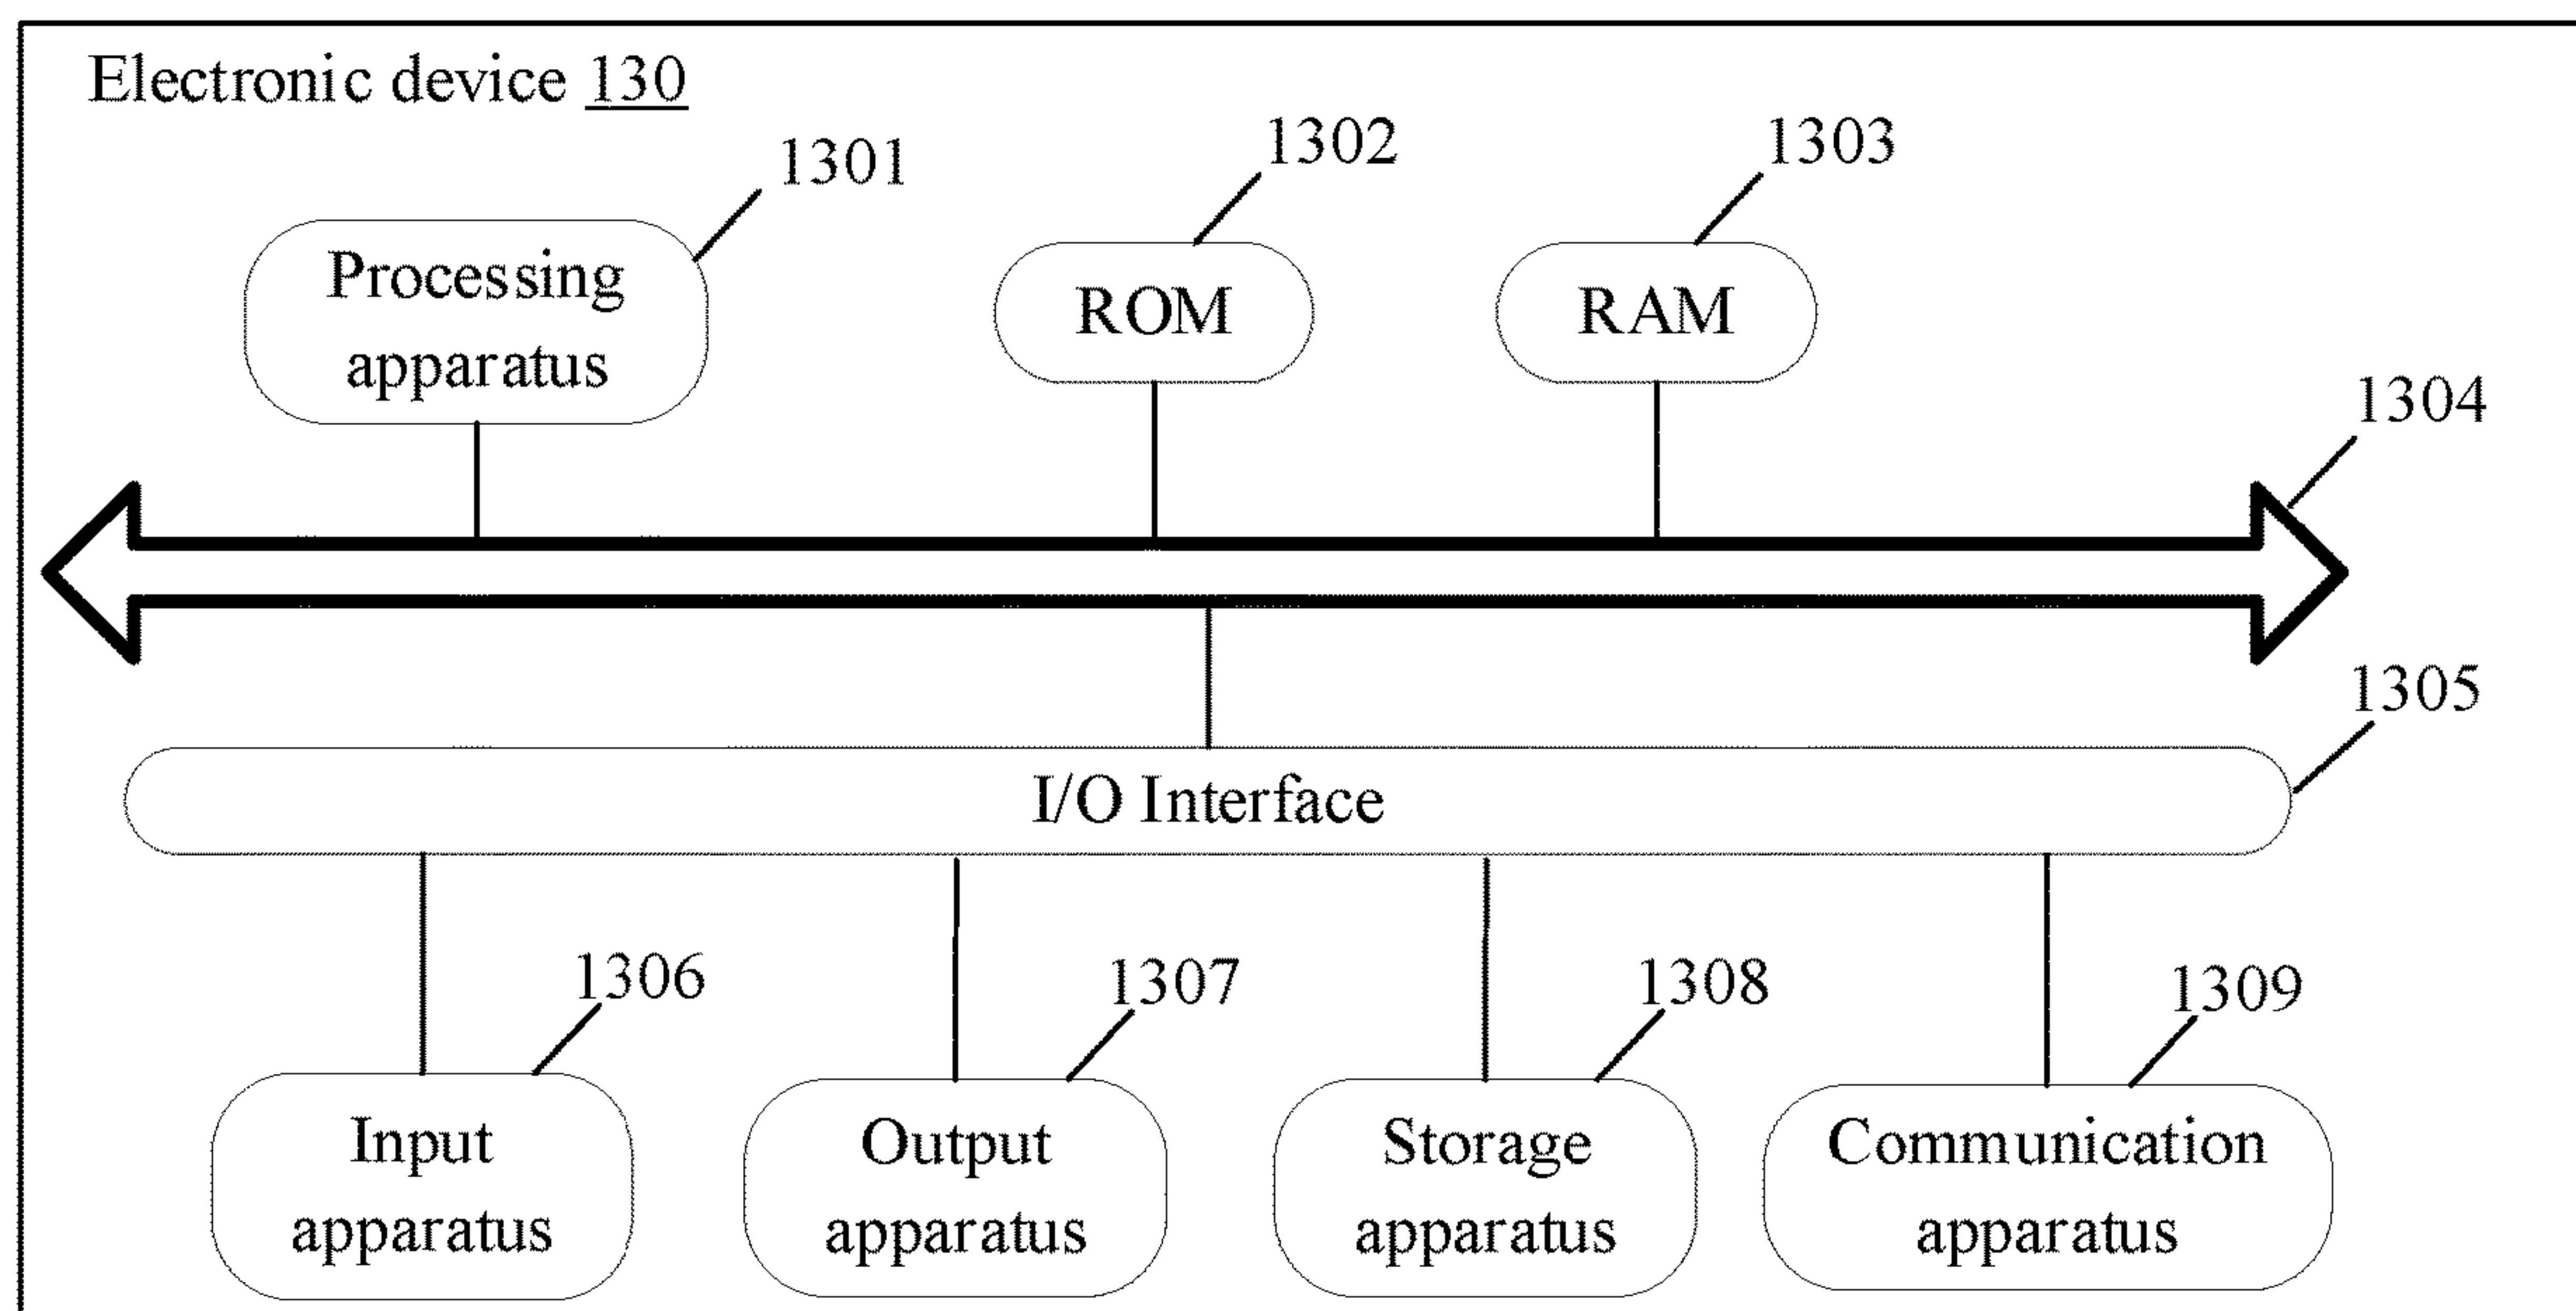 Electronic device 130
1301
1302
1303
Processing
apparatus
ROM
RAM
1304
1305
I/O Interface
1306
1307
1308
1309
Input
apparatus
Output
apparatus
Storage
apparatus
Communication
apparatus